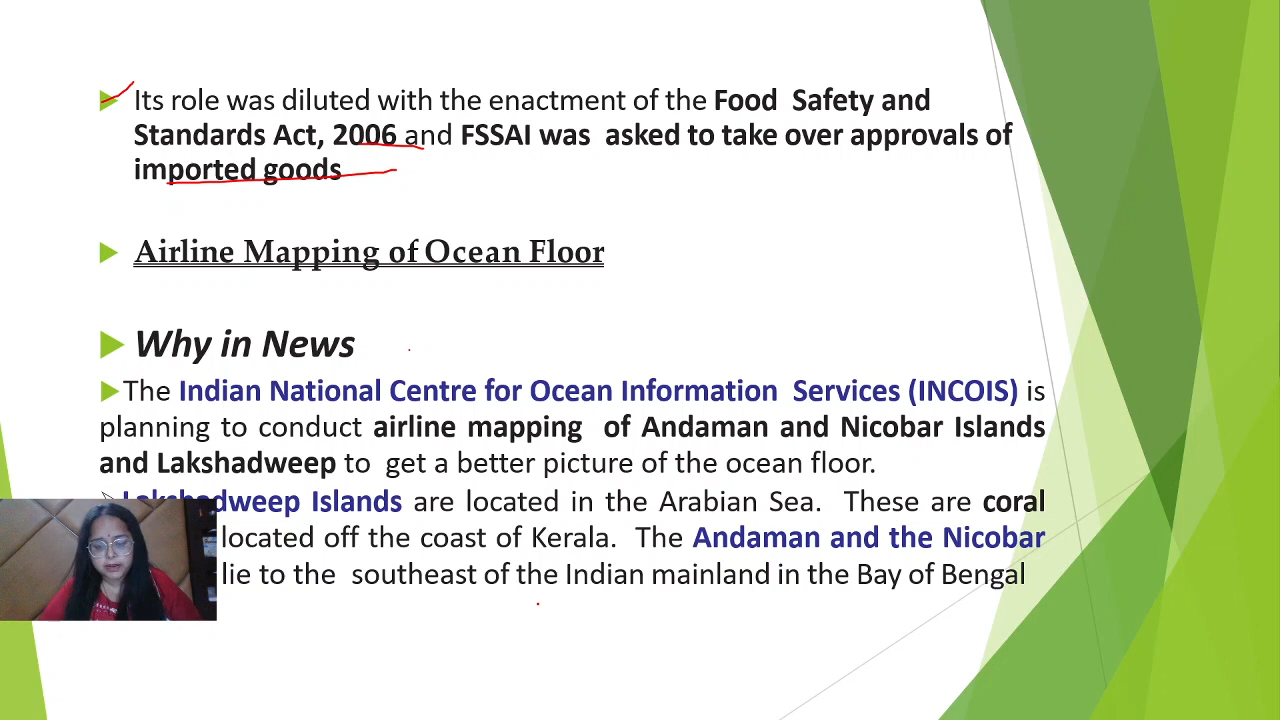 Its role was diluted with the enactment of the Food Safety and
Standards Act, 2006 and FSSAI was asked to take over approvals of
imported goods
Airline Mapping of Ocean Floor
Why in News
The Indian National Centre for Ocean Information Services (INCOIS) is
planning to conduct airline mapping of Andaman and Nicobar Islands
and Lakshadweep to get a better picture of the ocean floor.
Lakshadweep Islands are located in the Arabian Sea. These are coral
located off the coast of Kerala. The Andaman and the Nicobar
lie to the southeast of the Indian mainland in the Bay of Bengal